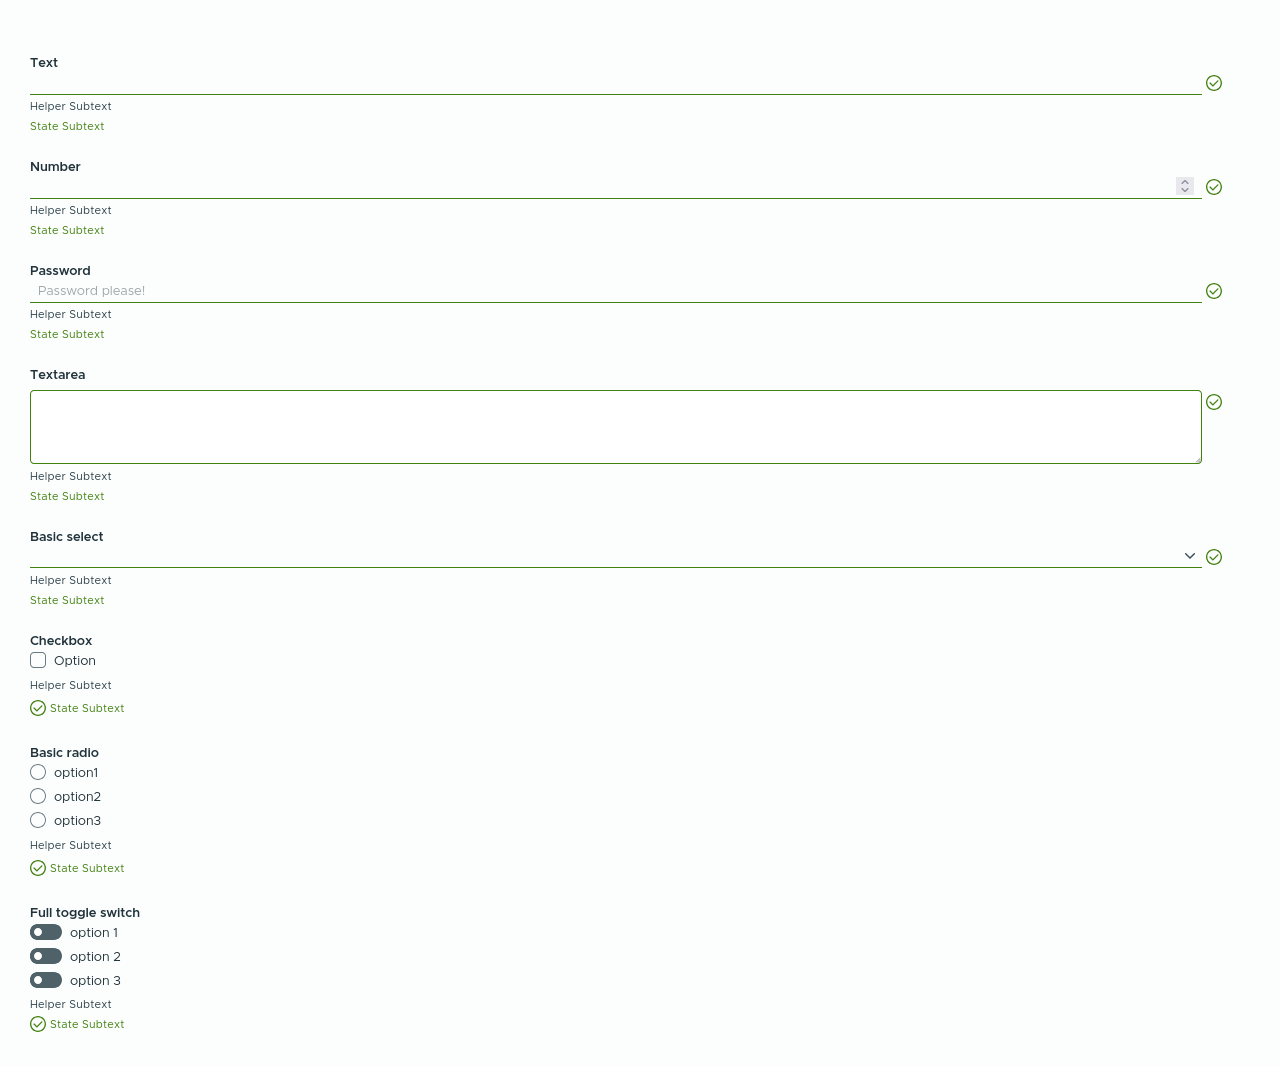 Text
Helper Subtext
State Subtext
Number
Helper Subtext
State Subtext
Password
Password please!
Helper Subtext
State Subtext
Textarea
Helper Subtext
State Subtext
Basic select
Helper Subtext
State Subtext
Checkbox
Option
Helper Subtext
State Subtext
Basic radio
option1
option2
option3
Helper Subtext
State Subtext
Full toggle switch
option 1
option 2
option 3
Helper Subtext
State Subtext